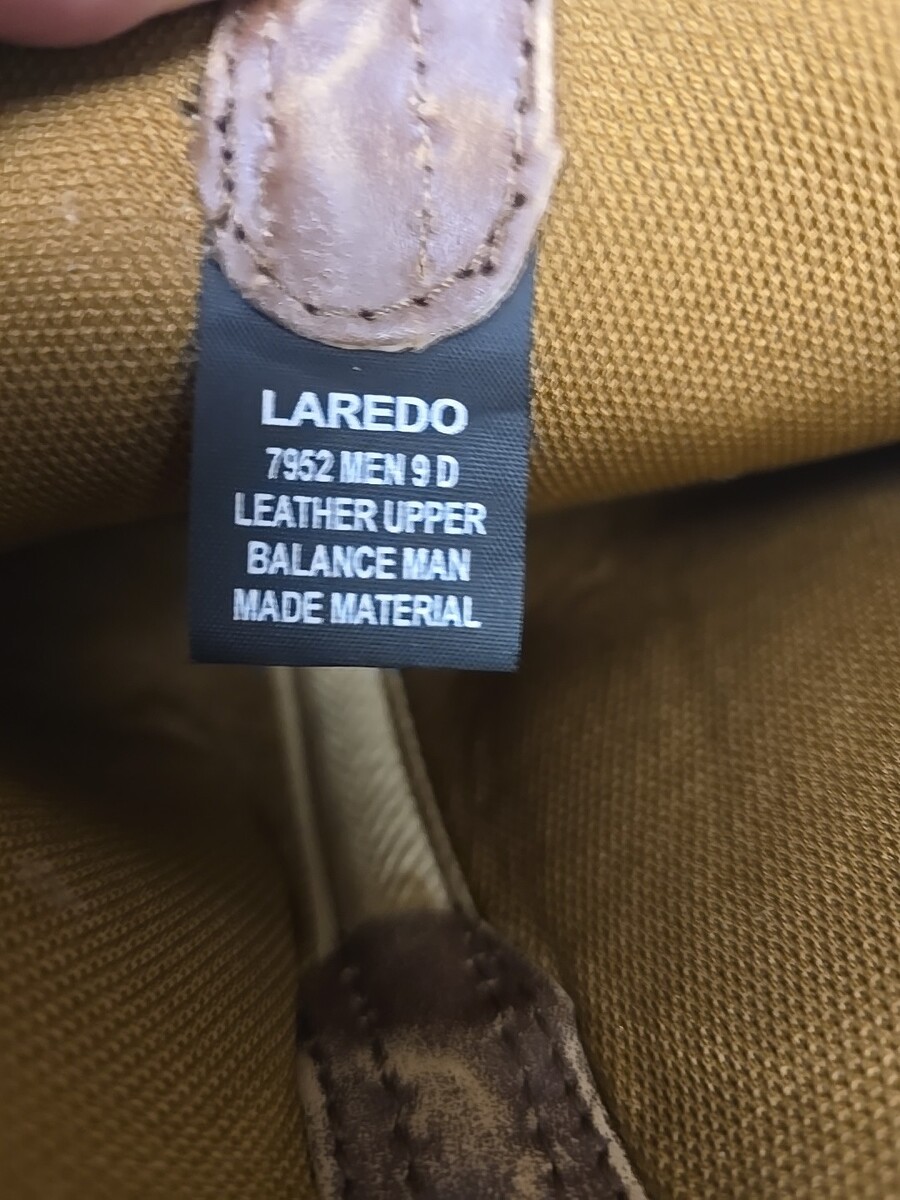 LAREDO
7952 MEN 9 D
LEATHER UPPER
BALANCE MAN
MADE MATERIAL